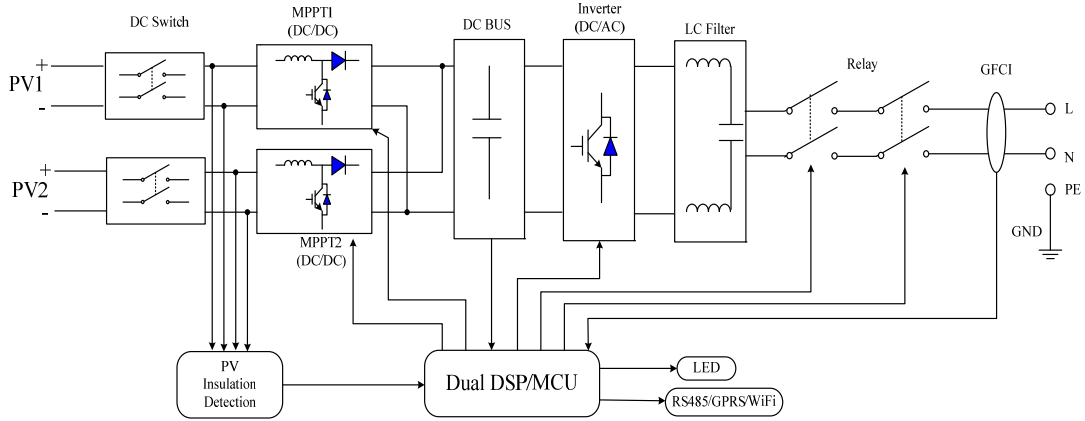 DC Switch
MPPT1
(DC/DC)
DC BUS
Inverter
(DC/AC)
LC Filter
Relay
GFCI
+
PV1
-
L
N
PE
GND
+
PV2
-
MPPT2
(DC/DC)
PV
Insulation
Detection
Dual DSP/MCU
LED
RS485/GPRS/WiFi